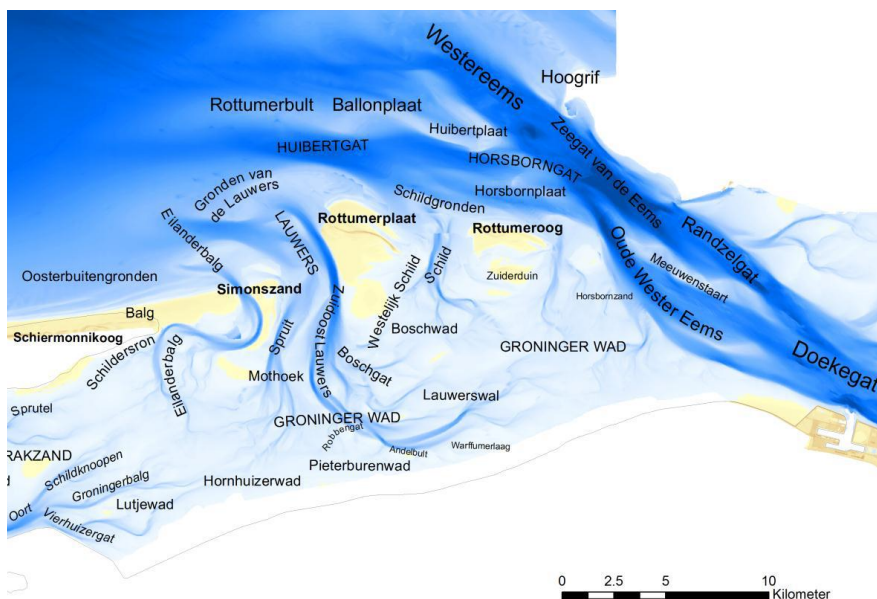 Westereems
Hoogrif
Rottumerbult
Ballonplaat
Huibertplaat
Zeegat van de Eems
HUIBERTGAT
HORSBORNGAT
Gronden van
de Lauwers
Schildgronden
Horsbornplaat
Eilanderbalg
LAUWERS
Rottumerplaat
Rottumeroog
Randzelgat
Oude Wester Eems
Meeuwenstaart
Oosterbuitengronden
Simonszand
Zuidoost Lauwers
Westelijk Schild
Schild
Zuiderduin
Horsbornzand
Balg
Schiermonnikoog
Schildersron
Eilanderbalg
Spruit
Boschwad
GRONINGER WAD
Doekegat
Mothoek
Boschgat
Lauwerswal
Sprutel
GRONINGER WAD
Robbengat
Andelbult
Warffumerlaag
RAKZAND
Schildknoopen
Pieterburenwad
Groningerbalg
Hornhuizerwad
d
Oort
Lutjewad
Vierhuizergat
0 2.5 5 10
Kilometer